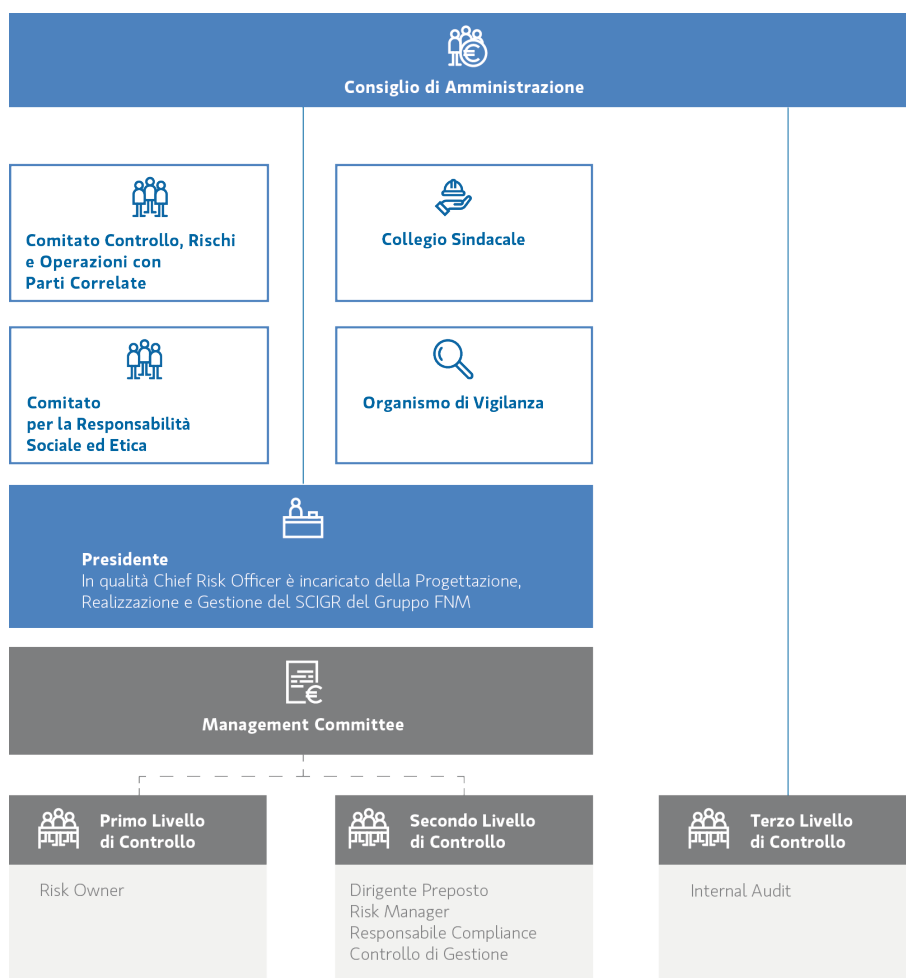 Consiglio di Amministrazione
Comitato Controllo, Rischi
e Operazioni con
Parti Correlate
Collegio Sindacale
Comitato
per la Responsabilità
Sociale ed Etica
Organismo di Vigilanza
Presidente
In qualità Chief Risk Officer è incaricato della Progettazione,
Realizzazione e Gestione del SCIGR del Gruppo FNM
Management Committee
Primo Livello
di Controllo
Risk Owner
Secondo Livello
di Controllo
Dirigente Preposto
Risk Manager
Responsabile Compliance
Controllo di Gestione
Terzo Livello
di Controllo
Internal Audit